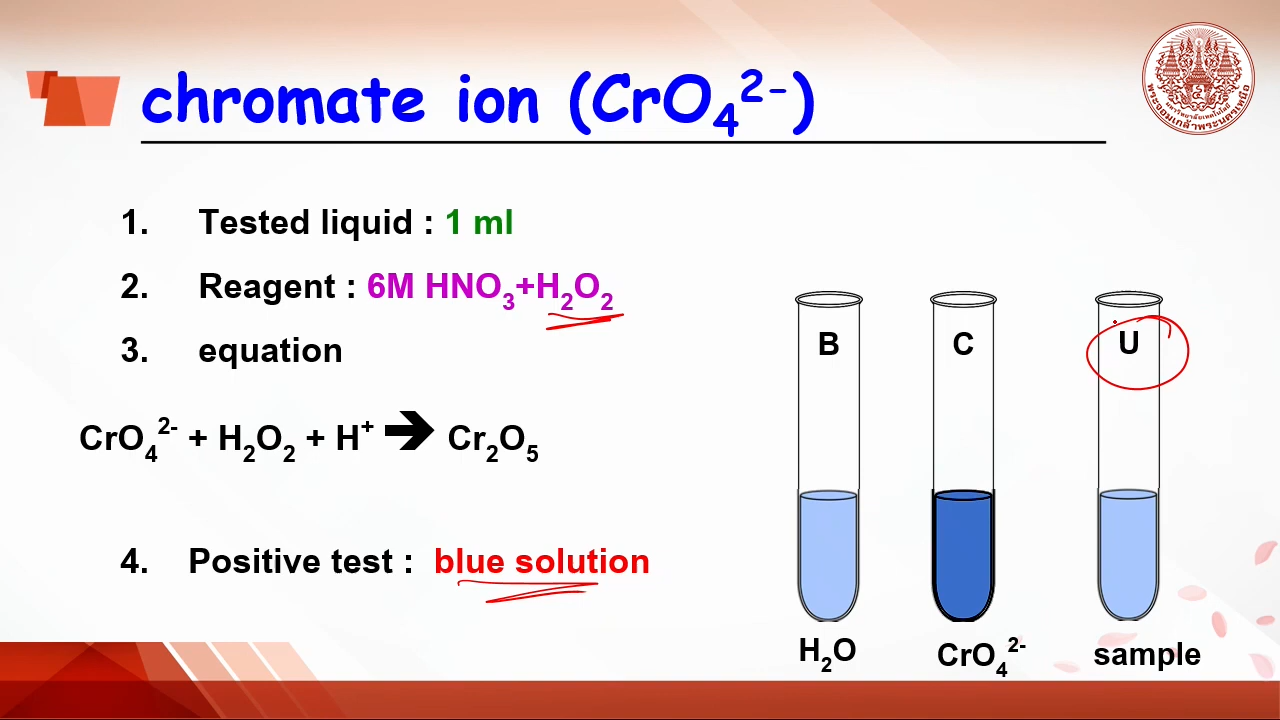 chromate ion (CrO₄²⁻)
1. Tested liquid : 1 ml
2. Reagent : 6M HNO₃+H₂O₂
3. equation
CrO₄²⁻ + H₂O₂ + H⁺ 🡺 Cr₂O₅
4. Positive test : blue solution
B C U
H₂O CrO₄²⁻ sample